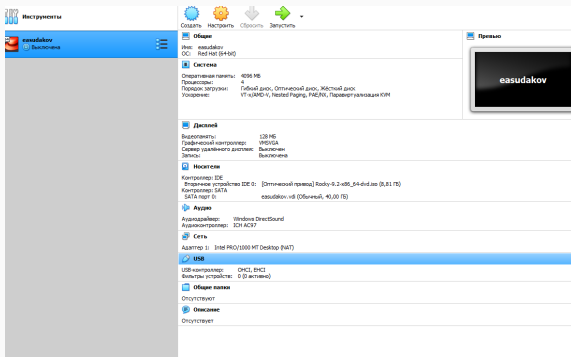 Инструменты
Создать Настроить Сбросить Запустить
easudakov
Выключена
Общие
Имя: easudakov
ОС: Red Hat (64-bit)
Превью
easudakov
Система
Оперативная память: 4096 МБ
Процессоры: 4
Порядок загрузки: Гибкий диск, Оптический диск, Жёсткий диск
Ускорение: VT-x/AMD-V, Nested Paging, PAE/NX, Паравиртуализация KVM
Дисплей
Видеопамять: 128 МБ
Графический контроллер: VMSVGA
Сервер удалённого дисплея: Выключен
Запись: Выключена
Носители
Контроллер: IDE
Вторичное устройство IDE 0: [Оптический привод] Rocky-9.2-x86_64-dvd.iso (8,81 ГБ)
Контроллер: SATA
SATA порт 0: easudakov.vdi (Обычный, 40,00 ГБ)
Аудио
Аудиодрайвер: Windows DirectSound
Аудиоконтроллер: ICH AC97
Сеть
Адаптер 1: Intel PRO/1000 MT Desktop (NAT)
USB
USB-контроллер: OHCI, EHCI
Фильтры устройств: 0 (0 активно)
Общие папки
Отсутствуют
Описание
Отсутствует